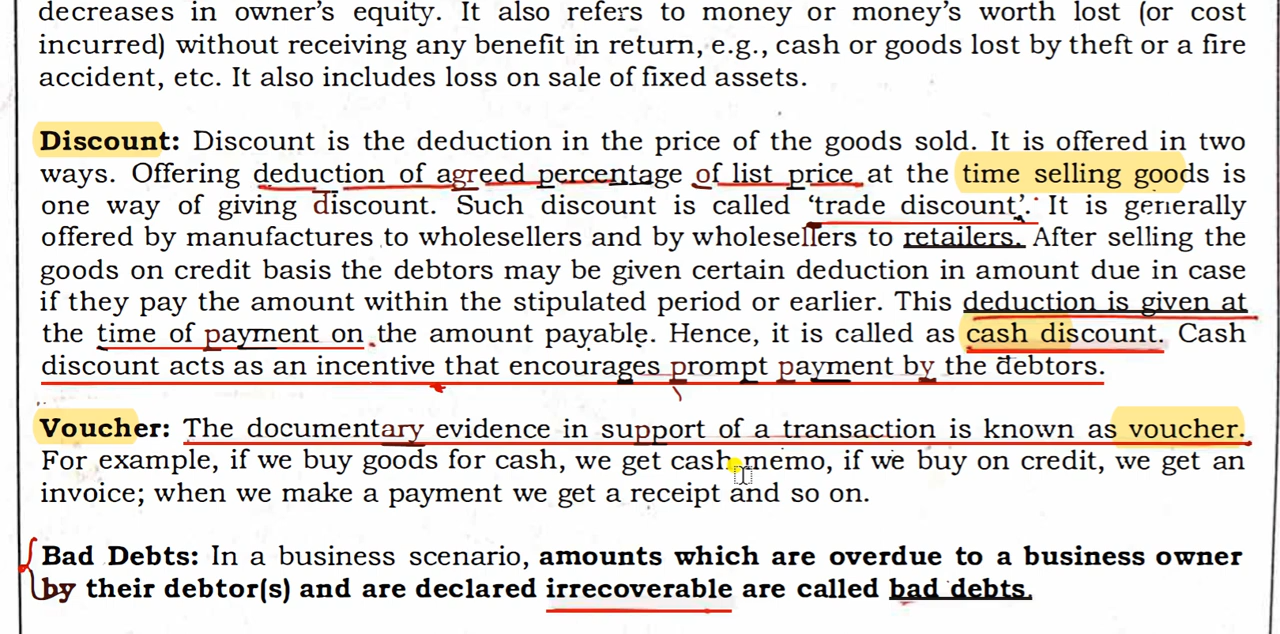 decreases in owner's equity. It also refers to money or money's worth lost (or cost
incurred) without receiving any benefit in return, e.g., cash or goods lost by theft or a fire
accident, etc. It also includes loss on sale of fixed assets.
Discount: Discount is the deduction in the price of the goods sold. It is offered in two
ways. Offering deduction of agreed percentage of list price at the time selling goods is
one way of giving discount. Such discount is called 'trade discount'. It is generally
offered by manufactures to wholesellers and by wholesellers to retailers. After selling the
goods on credit basis the debtors may be given certain deduction in amount due in case
if they pay the amount within the stipulated period or earlier. This deduction is given at
the time of payment on the amount payable. Hence, it is called as cash discount. Cash
discount acts as an incentive that encourages prompt payment by the debtors.
Voucher: The documentary evidence in support of a transaction is known as voucher.
For example, if we buy goods for cash, we get cash memo, if we buy on credit, we get an
invoice; when we make a payment we get a receipt and so on.
Bad Debts: In a business scenario, amounts which are overdue to a business owner
by their debtor(s) and are declared irrecoverable are called bad debts.